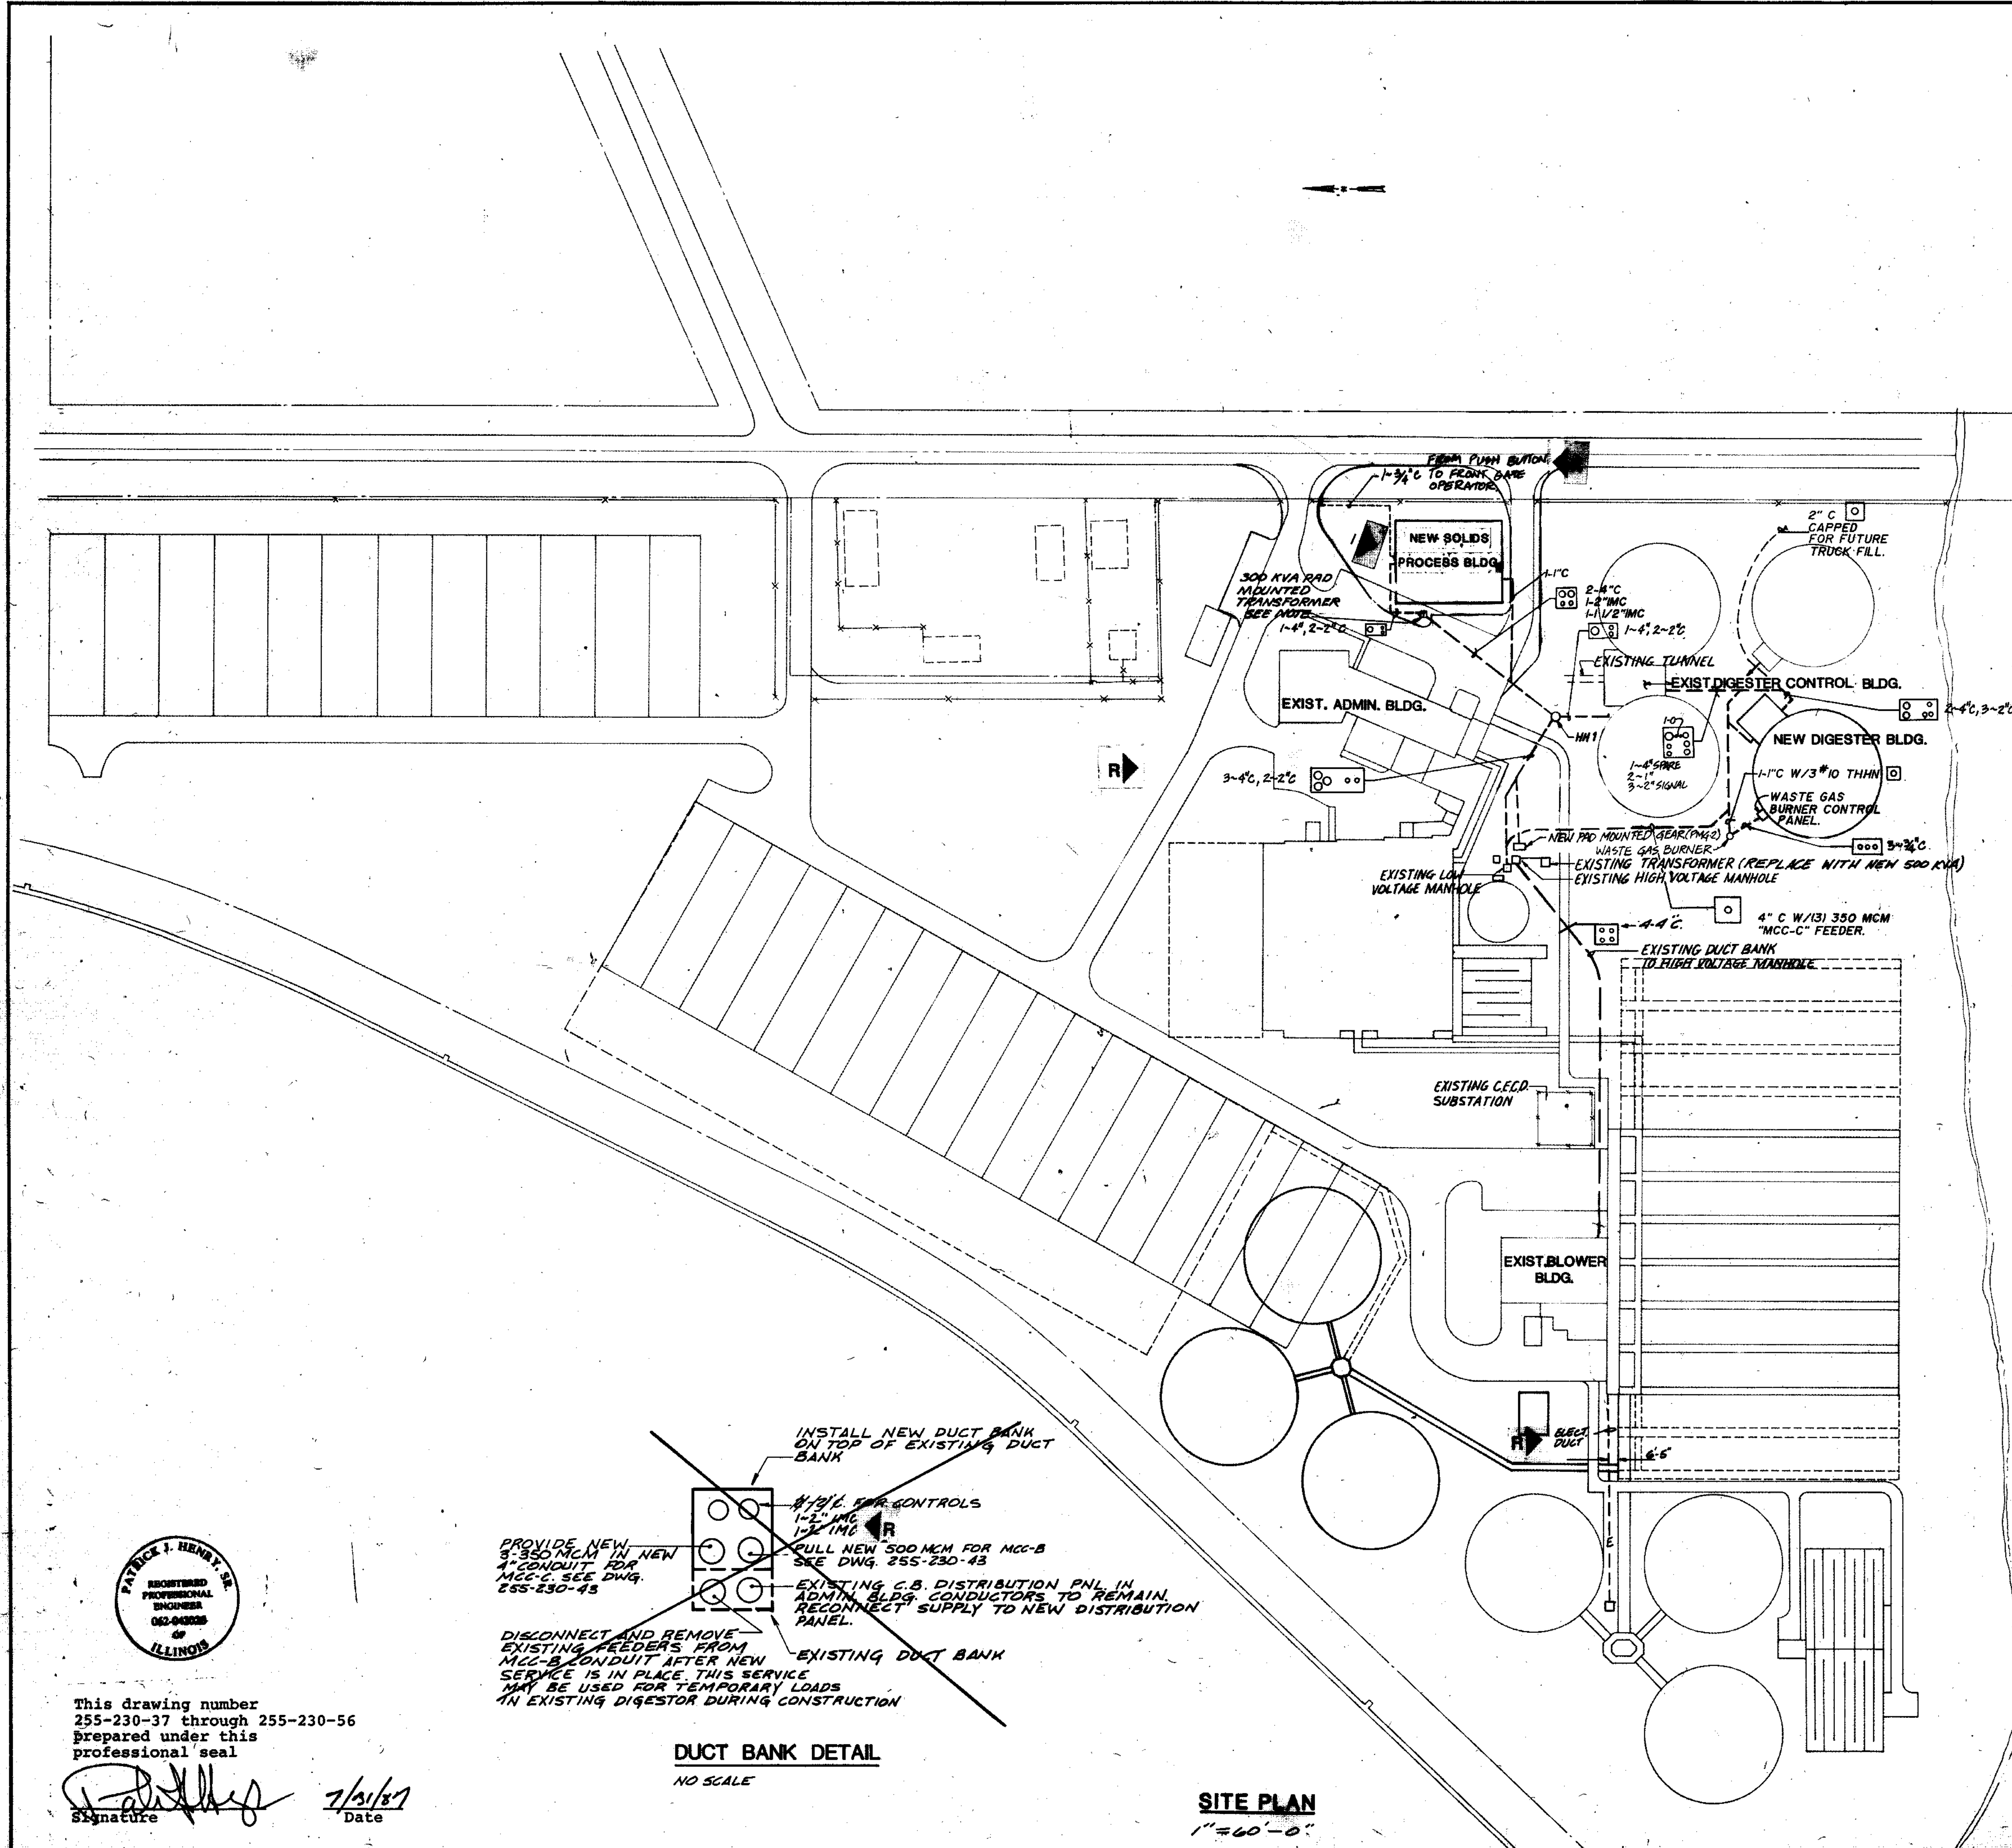 FROM PUSH BUTTON
1~3/4"C TO FRONT GATE
OPERATOR
NEW SOLIDS
PROCESS BLDG.
300 KVA PAD
MOUNTED
TRANSFORMER
SEE NOTE
1~4", 2~2"C
1-1"C
2-4"C
1-2"IMC
1-1 1/2"IMC
1~4", 2~2"C
2" C
CAPPED
FOR FUTURE
TRUCK FILL.
EXISTING TUNNEL
EXIST. DIGESTER CONTROL BLDG.
2~4"C, 3~2"C
EXIST. ADMIN. BLDG.
HH1
NEW DIGESTER BLDG.
1~4" SPARE
2~1"
3~2" SIGNAL
1-1"C W/3 #10 THHN
WASTE GAS
BURNER CONTROL
PANEL.
R
3~4"C, 2~2"C
NEW PAD MOUNTED GEAR (PMG2)
WASTE GAS BURNER
3~3/4"C.
EXISTING TRANSFORMER (REPLACE WITH NEW 500 KVA)
EXISTING HIGH VOLTAGE MANHOLE
EXISTING LOW
VOLTAGE MANHOLE
4" C W/(3) 350 MCM
"MCC-C" FEEDER.
4-4"C.
EXISTING DUCT BANK
TO HIGH VOLTAGE MANHOLE
EXISTING C.E.C.D.
SUBSTATION
EXIST. BLOWER
BLDG.
R
ELECT.
DUCT
6'-6"
E
INSTALL NEW DUCT BANK
ON TOP OF EXISTING DUCT
BANK
FOR CONTROLS
1~2" IMC
1~2" IMC
R
PROVIDE NEW
3-350 MCM IN NEW
4" CONDUIT FOR
MCC-C. SEE DWG.
255-230-43
PULL NEW 500 MCM FOR MCC-B
SEE DWG. 255-230-43
EXISTING C.B. DISTRIBUTION PNL. IN
ADMIN. BLDG. CONDUCTORS TO REMAIN.
RECONNECT SUPPLY TO NEW DISTRIBUTION
PANEL.
DISCONNECT AND REMOVE
EXISTING FEEDERS FROM
MCC-B CONDUIT AFTER NEW
SERVICE IS IN PLACE. THIS SERVICE
MAY BE USED FOR TEMPORARY LOADS
IN EXISTING DIGESTOR DURING CONSTRUCTION
EXISTING DUCT BANK
DUCT BANK DETAIL
NO SCALE
PATRICK J. HENRY, SR.
REGISTERED
PROFESSIONAL
ENGINEER
OF
ILLINOIS
This drawing number
255-230-37 through 255-230-56
prepared under this
professional seal
7/31/87
Signature
Date
SITE PLAN
1"=60'-0"